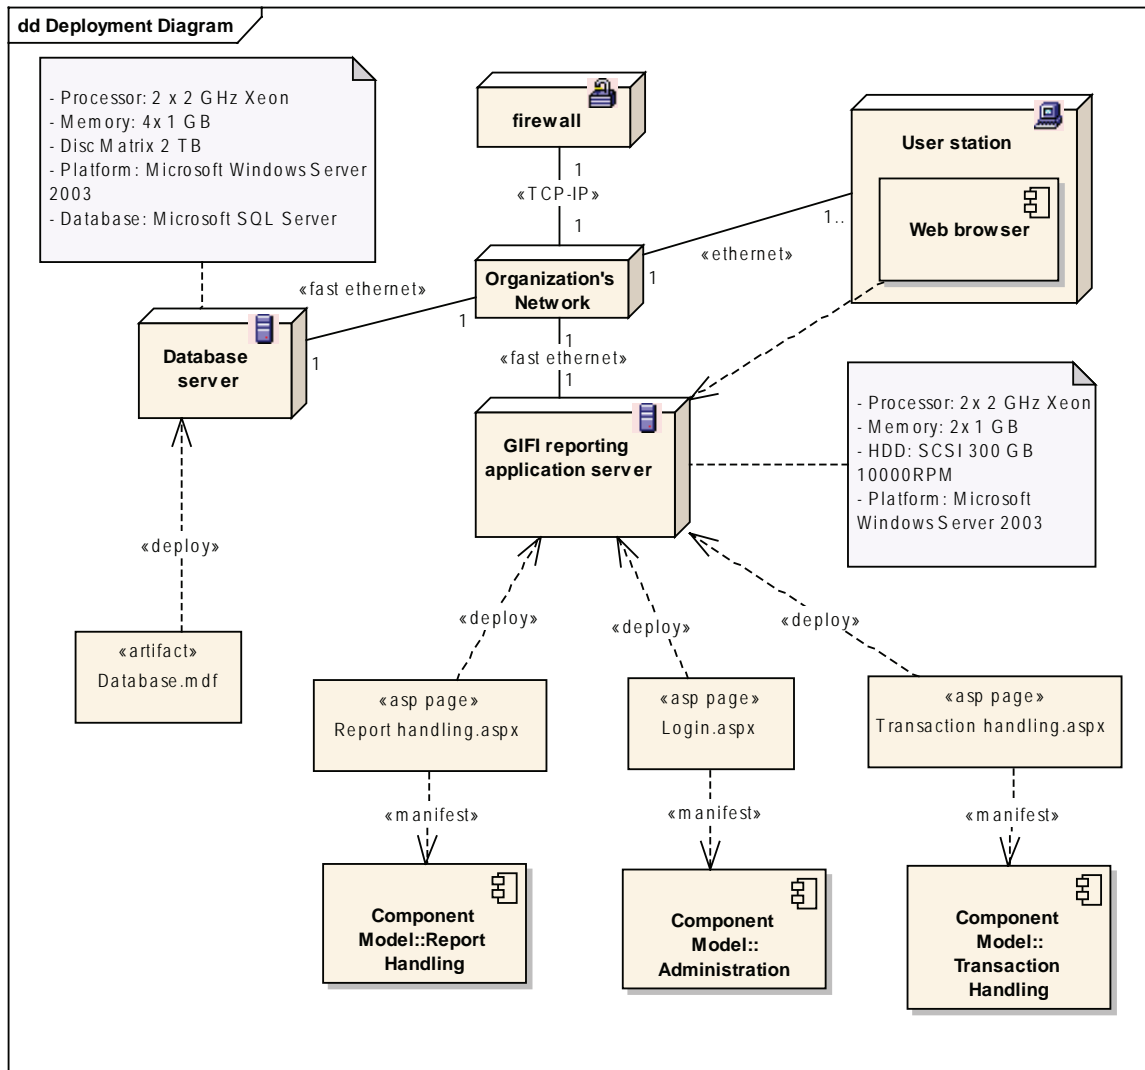 dd Deployment Diagram
- Processor: 2 x 2 GHz Xeon
- Memory: 4x 1 GB
- Disc Matrix 2 TB
- Platform: Microsoft Windows Server
2003
- Database: Microsoft SQL Server
firewall
1
«TCP-IP»
1
User station
Web browser
1..
«ethernet»
1
Organization's
Network
«fast ethernet»
1
1
Database
server
1
«fast ethernet»
1
GIFI reporting
application server
- Processor: 2x 2 GHz Xeon
- Memory: 2x 1 GB
- HDD: SCSI 300 GB
10000RPM
- Platform: Microsoft
Windows Server 2003
«deploy»
«deploy»
«deploy»
«deploy»
«artifact»
Database.mdf
«asp page»
Report handling.aspx
«asp page»
Login.aspx
«asp page»
Transaction handling.aspx
«manifest»
«manifest»
«manifest»
Component
Model::Report
Handling
Component
Model::
Administration
Component
Model::
Transaction
Handling